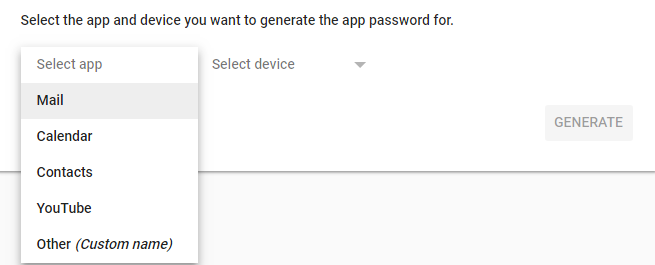 Select the app and device you want to generate the app password for.
Select app
Select device
Mail
Calendar
Contacts
YouTube
Other (Custom name)
GENERATE